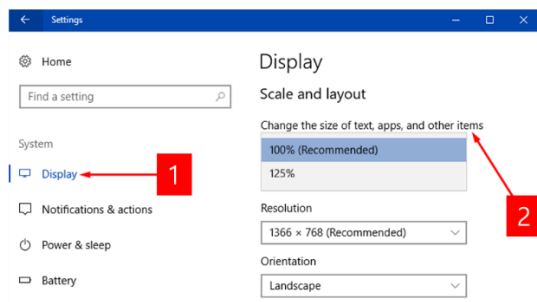 Settings
Home
Find a setting
System
Display
1
Notifications & actions
Power & sleep
Battery
Display
Scale and layout
Change the size of text, apps, and other items
100% (Recommended)
125%
2
Resolution
1366 × 768 (Recommended)
Orientation
Landscape